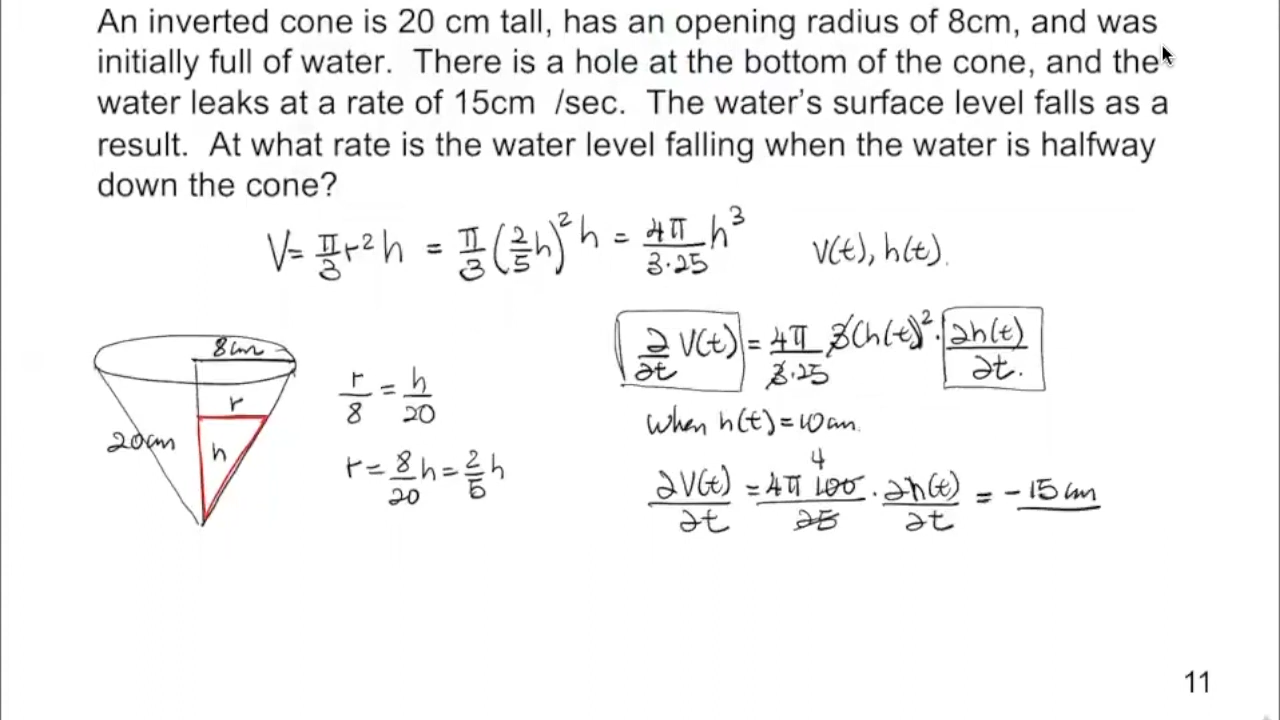 An inverted cone is 20 cm tall, has an opening radius of 8cm, and was
initially full of water. There is a hole at the bottom of the cone, and the
water leaks at a rate of 15cm /sec. The water's surface level falls as a
result. At what rate is the water level falling when the water is halfway
down the cone?
V = π/3 r² h = π/3 (2/5 h)² h = 4π/3·25 h³ V(t), h(t).
8cm
∂/∂t V(t) = 4π/3·25 3(h(t))² · ∂h(t)/∂t.
r/8 = h/20
r
when h(t) = 10cm.
20cm
h
r = 8/20 h = 2/5 h
4
∂V(t)/∂t = 4π 100/25 · ∂h(t)/∂t = -15cm
11